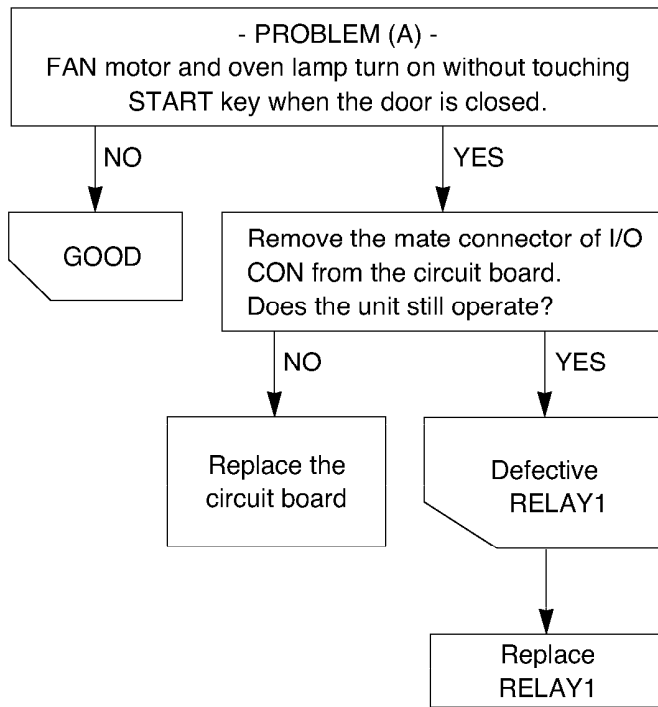 - PROBLEM (A) -
FAN motor and oven lamp turn on without touching
START key when the door is closed.
NO
YES
GOOD
Remove the mate connector of I/O
CON from the circuit board.
Does the unit still operate?
NO
YES
Replace the
circuit board
Defective
RELAY1
Replace
RELAY1